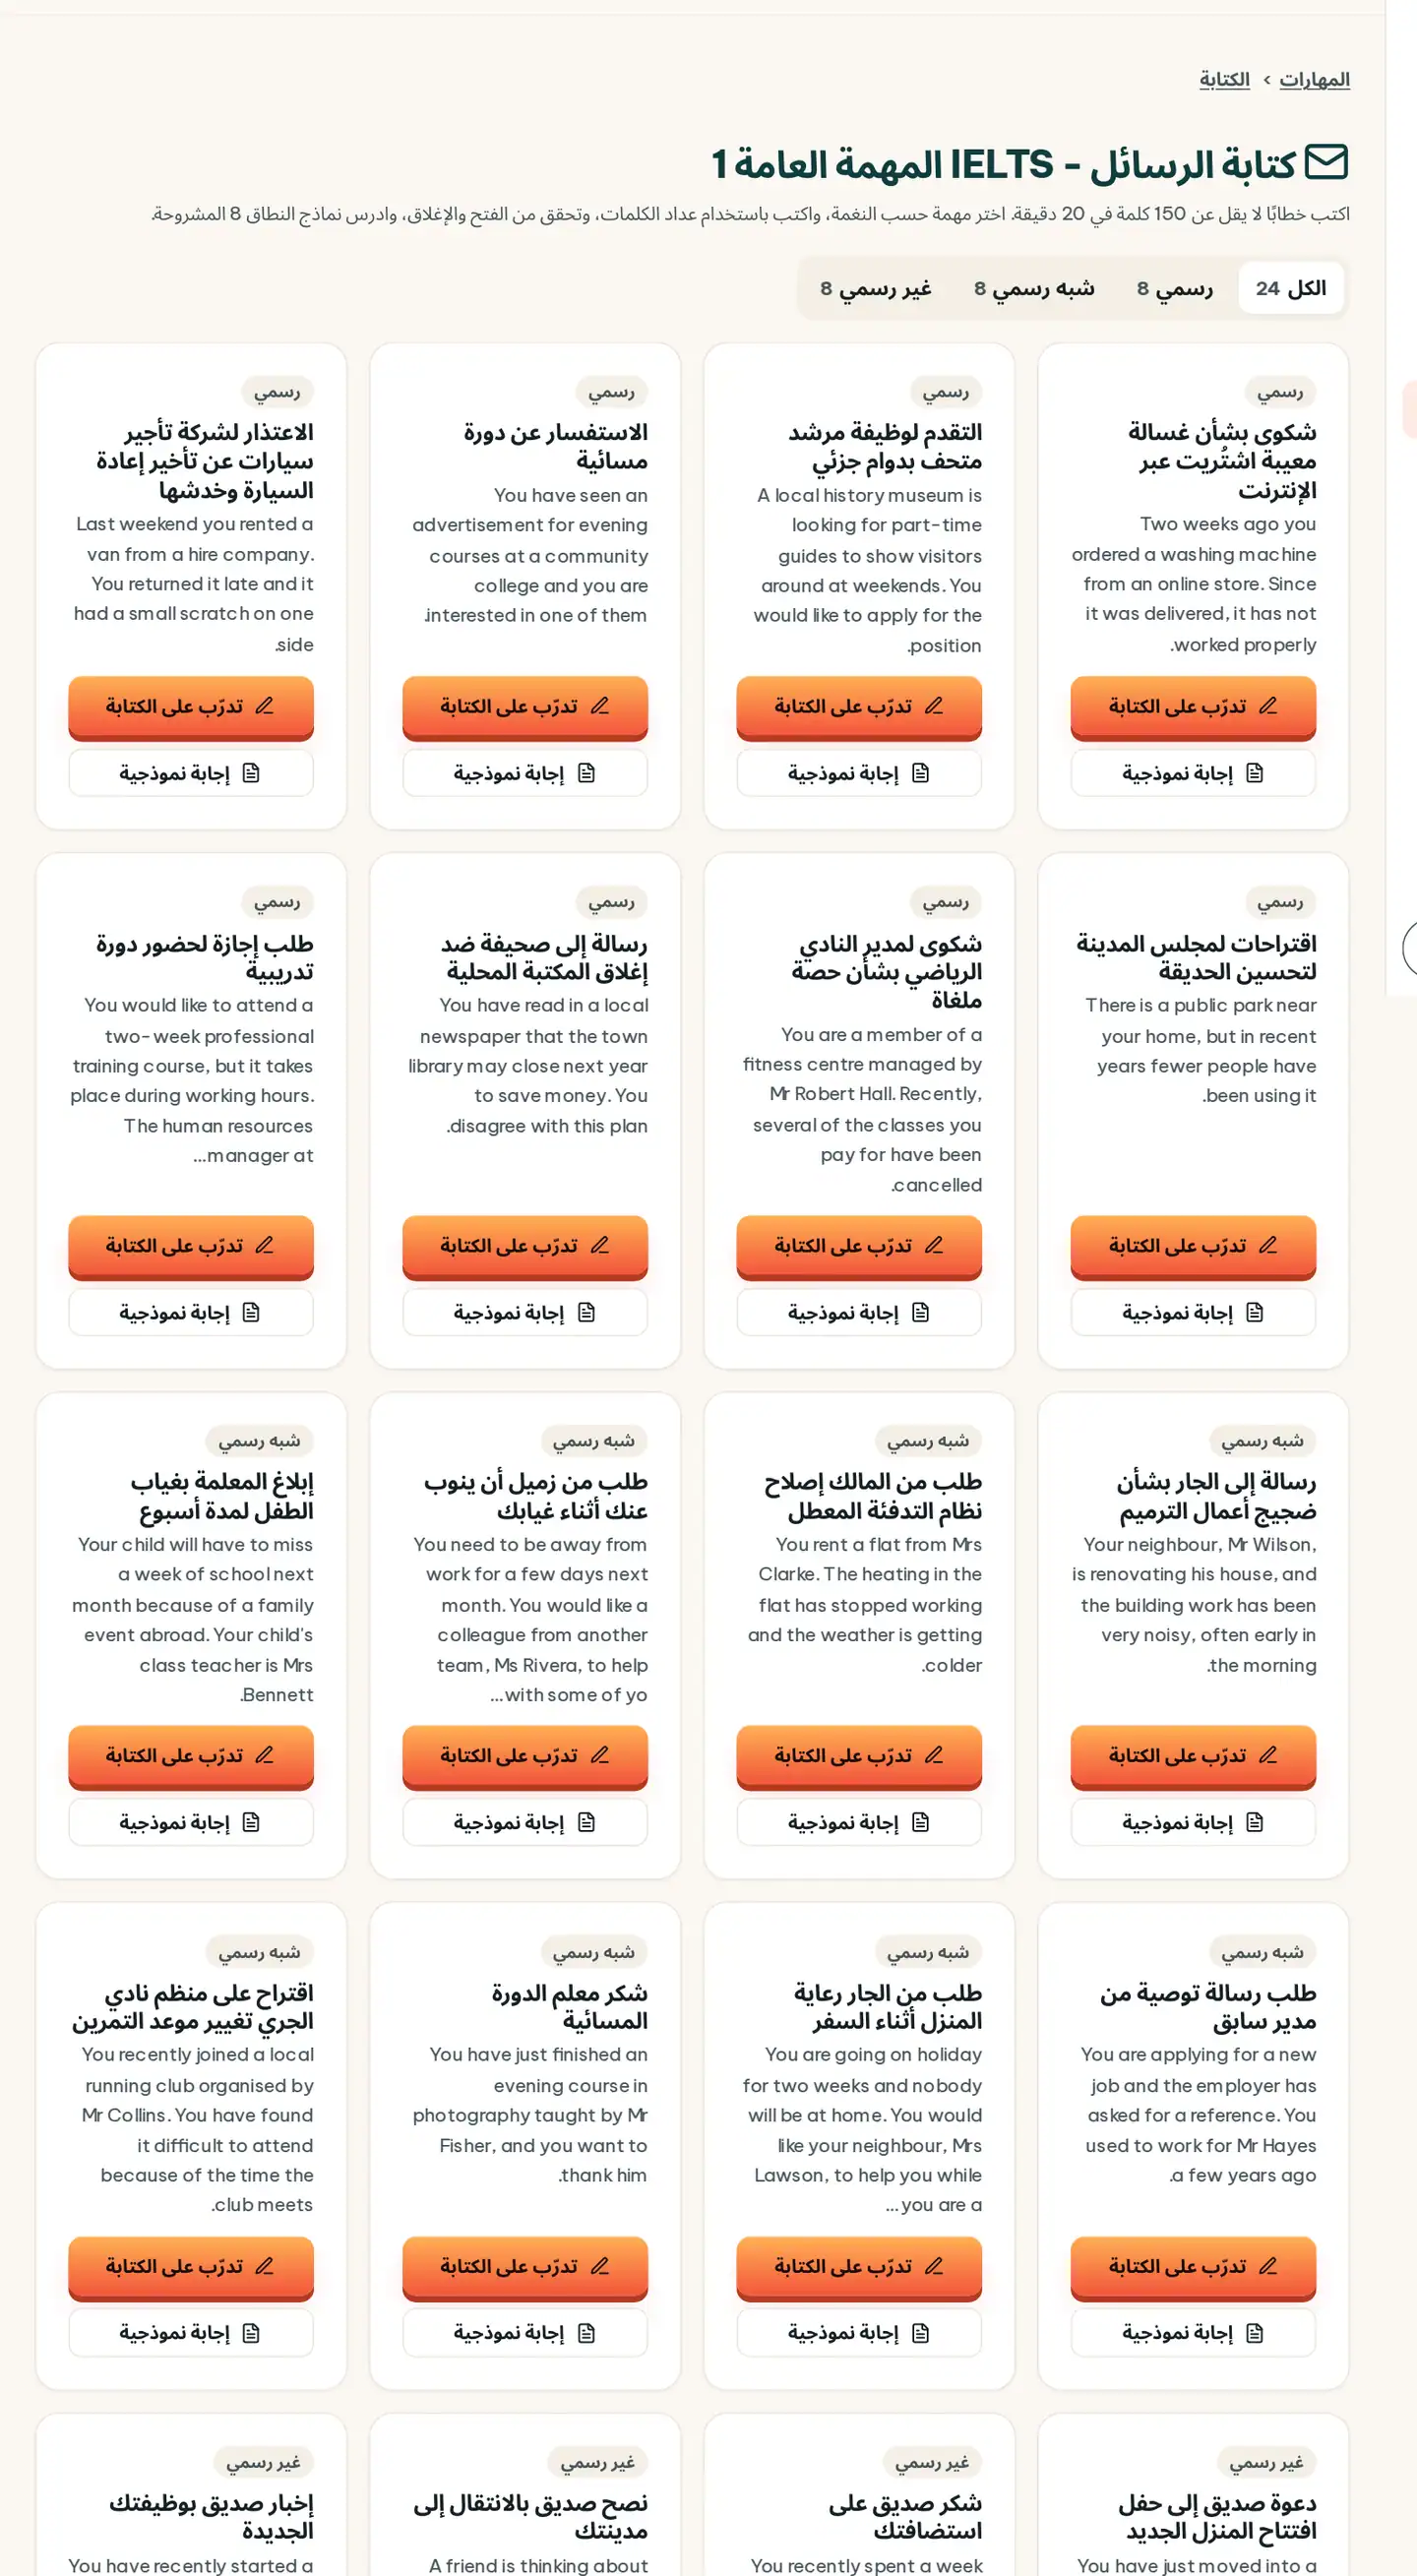 المهارات › الكتابة
كتابة الرسائل - IELTS المهمة العامة 1
اكتب خطابًا لا يقل عن 150 كلمة في 20 دقيقة. اختر مهمة حسب النغمة، واكتب باستخدام عداد الكلمات، وتحقق من الفتح والإغلاق، وادرس نماذج النطاق 8 المشروحة.
الكل 24
رسمي 8
شبه رسمي 8
غير رسمي 8
رسمي
شكوى بشأن غسالة
معيبة اشتُريت عبر
الإنترنت
Two weeks ago you
ordered a washing machine
from an online store. Since
it was delivered, it has not
worked properly.
تدرّب على الكتابة
إجابة نموذجية
رسمي
التقدم لوظيفة مرشد
متحف بدوام جزئي
A local history museum is
looking for part-time
guides to show visitors
around at weekends. You
would like to apply for the
position.
تدرّب على الكتابة
إجابة نموذجية
رسمي
الاستفسار عن دورة
مسائية
You have seen an
advertisement for evening
courses at a community
college and you are
interested in one of them.
تدرّب على الكتابة
إجابة نموذجية
رسمي
الاعتذار لشركة تأجير
سيارات عن تأخير إعادة
السيارة وخدشها
Last weekend you rented a
van from a hire company.
You returned it late and it
had a small scratch on one
side.
تدرّب على الكتابة
إجابة نموذجية
رسمي
اقتراحات لمجلس المدينة
لتحسين الحديقة
There is a public park near
your home, but in recent
years fewer people have
been using it.
تدرّب على الكتابة
إجابة نموذجية
رسمي
شكوى لمدير النادي
الرياضي بشأن حصة
ملغاة
You are a member of a
fitness centre managed by
Mr Robert Hall. Recently,
several of the classes you
pay for have been
cancelled.
تدرّب على الكتابة
إجابة نموذجية
رسمي
رسالة إلى صحيفة ضد
إغلاق المكتبة المحلية
You have read in a local
newspaper that the town
library may close next year
to save money. You
disagree with this plan.
تدرّب على الكتابة
إجابة نموذجية
رسمي
طلب إجازة لحضور دورة
تدريبية
You would like to attend a
two-week professional
training course, but it takes
place during working hours.
The human resources
manager at...
تدرّب على الكتابة
إجابة نموذجية
شبه رسمي
رسالة إلى الجار بشأن
ضجيج أعمال الترميم
Your neighbour, Mr Wilson,
is renovating his house, and
the building work has been
very noisy, often early in
the morning.
تدرّب على الكتابة
إجابة نموذجية
شبه رسمي
طلب من المالك إصلاح
نظام التدفئة المعطل
You rent a flat from Mrs
Clarke. The heating in the
flat has stopped working
and the weather is getting
colder.
تدرّب على الكتابة
إجابة نموذجية
شبه رسمي
طلب من زميل أن ينوب
عنك أثناء غيابك
You need to be away from
work for a few days next
month. You would like a
colleague from another
team, Ms Rivera, to help
with some of yo...
تدرّب على الكتابة
إجابة نموذجية
شبه رسمي
إبلاغ المعلمة بغياب
الطفل لمدة أسبوع
Your child will have to miss
a week of school next
month because of a family
event abroad. Your child's
class teacher is Mrs
Bennett.
تدرّب على الكتابة
إجابة نموذجية
شبه رسمي
طلب رسالة توصية من
مدير سابق
You are applying for a new
job and the employer has
asked for a reference. You
used to work for Mr Hayes
a few years ago.
تدرّب على الكتابة
إجابة نموذجية
شبه رسمي
طلب من الجار رعاية
المنزل أثناء السفر
You are going on holiday
for two weeks and nobody
will be at home. You would
like your neighbour, Mrs
Lawson, to help you while
you are a...
تدرّب على الكتابة
إجابة نموذجية
شبه رسمي
شكر معلم الدورة
المسائية
You have just finished an
evening course in
photography taught by Mr
Fisher, and you want to
thank him.
تدرّب على الكتابة
إجابة نموذجية
شبه رسمي
اقتراح على منظم نادي
الجري تغيير موعد التمرين
You recently joined a local
running club organised by
Mr Collins. You have found
it difficult to attend
because of the time the
club meets.
تدرّب على الكتابة
إجابة نموذجية
غير رسمي
دعوة صديق إلى حفل
افتتاح المنزل الجديد
You have just moved into a
غير رسمي
شكر صديق على
استضافتك
You recently spent a week
غير رسمي
نصح صديق بالانتقال إلى
مدينتك
A friend is thinking about
غير رسمي
إخبار صديق بوظيفتك
الجديدة
You have recently started a